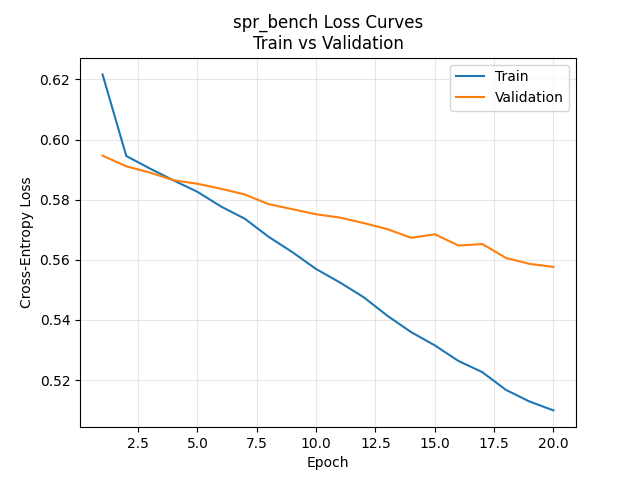 spr_bench Loss Curves
Train vs Validation
Train
Validation
Cross-Entropy Loss
0.62
0.60
0.58
0.56
0.54
0.52
2.5 5.0 7.5 10.0 12.5 15.0 17.5 20.0
Epoch